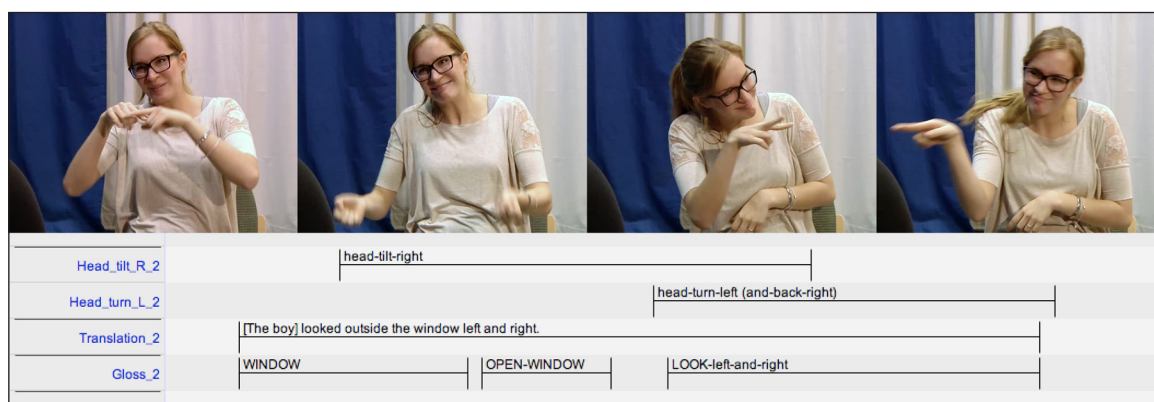 Head_tilt_R_2 head-tilt-right
Head_turn_L_2 head-turn-left (and-back-right)
Translation_2 [The boy] looked outside the window left and right.
Gloss_2 WINDOW OPEN-WINDOW LOOK-left-and-right